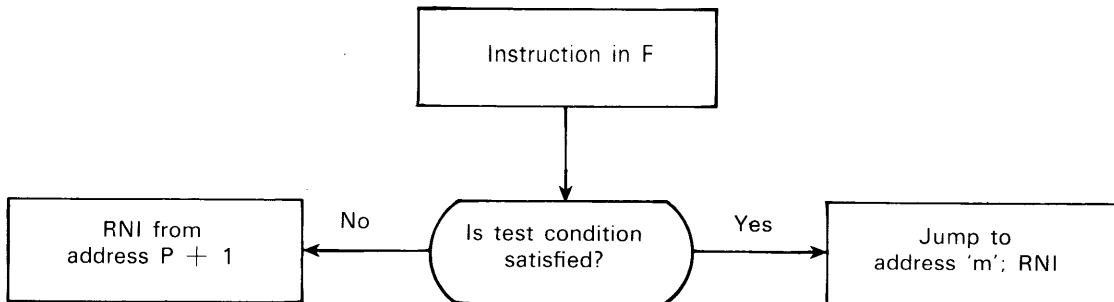 Instruction in F
RNI from
address P + 1
No
Is test condition
satisfied?
Yes
Jump to
address 'm'; RNI